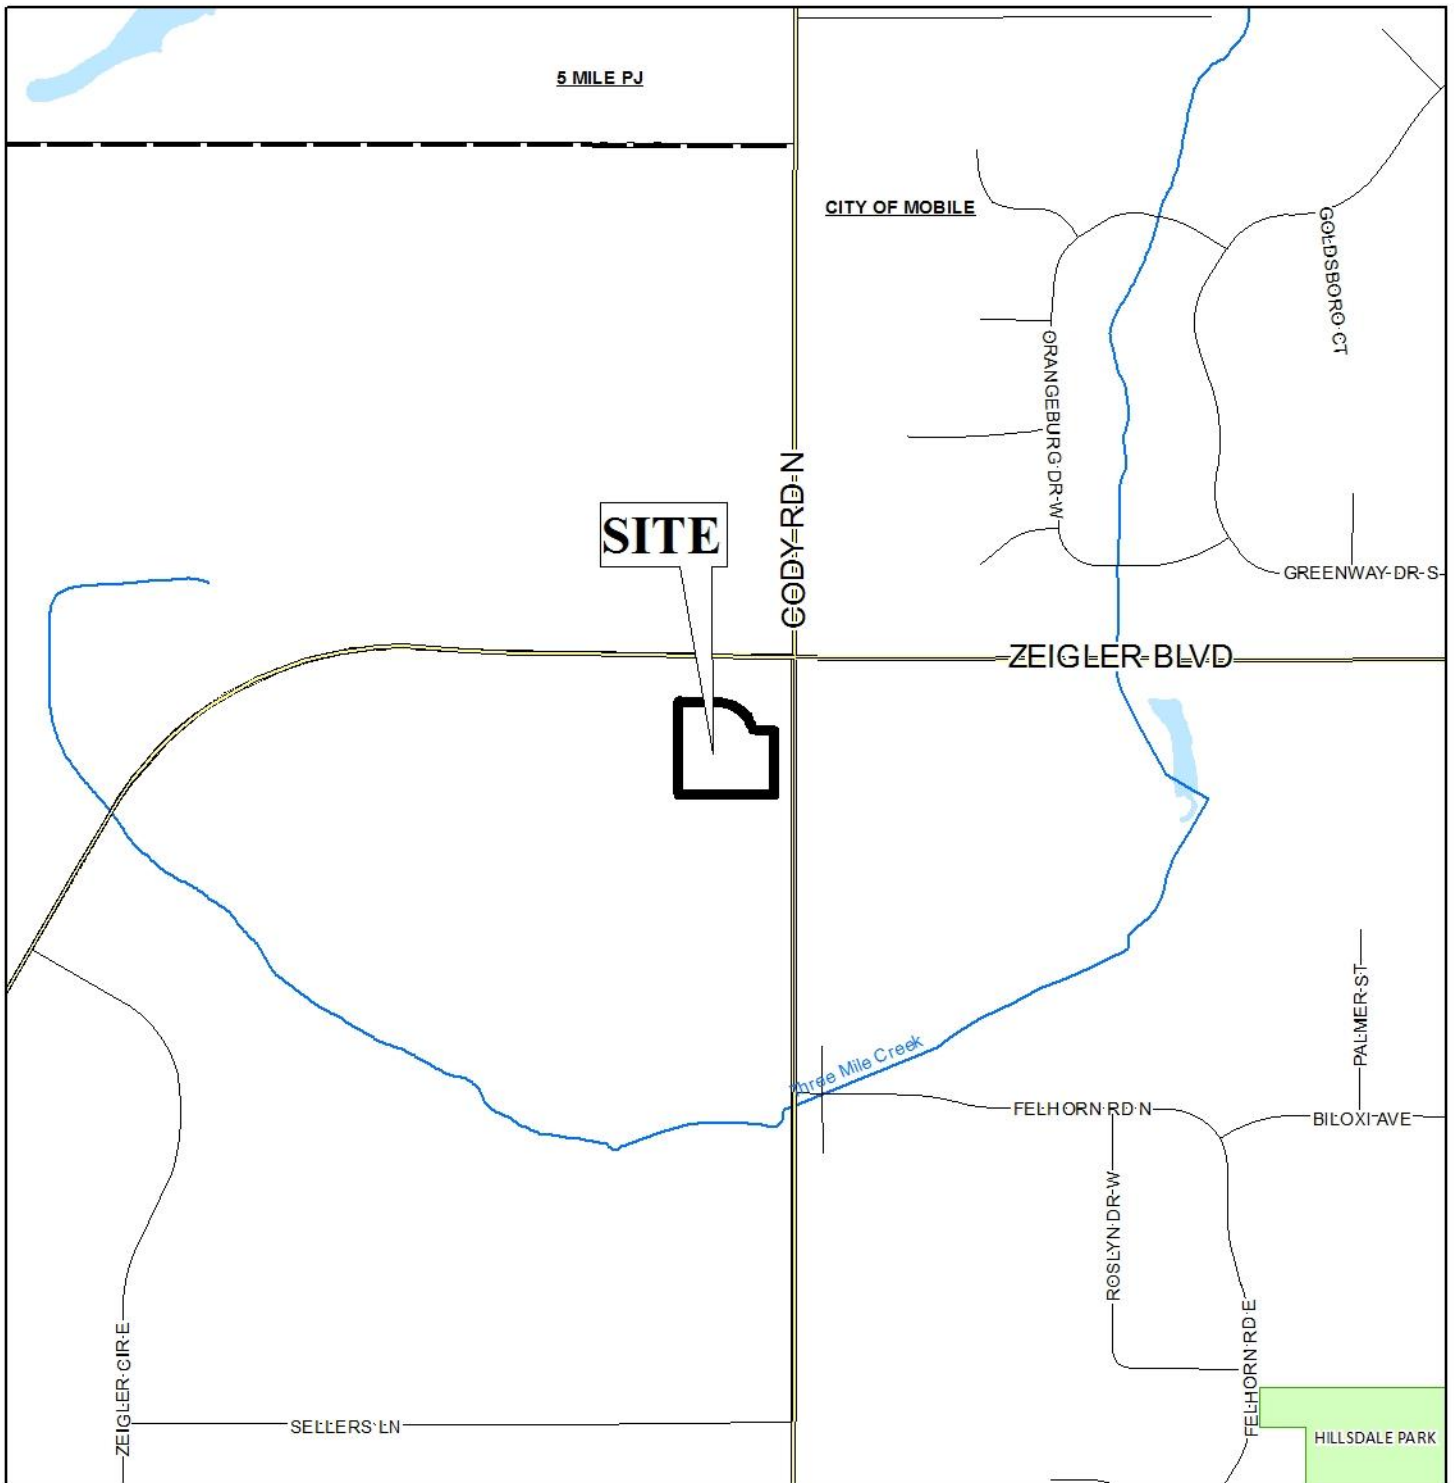 5 MILE PJ
CITY OF MOBILE
GOLDSBORO CT
ORANGEBURG DR W
CODY RD N
SITE
GREENWAY DR S
ZEIGLER BLVD
PALMER ST
Three Mile Creek
FELHORN RD N
BILOXI AVE
ROSLYN DR W
FELHORN RD E
ZEIGLER CIR E
SELLERS LN
HILLSDALE PARK